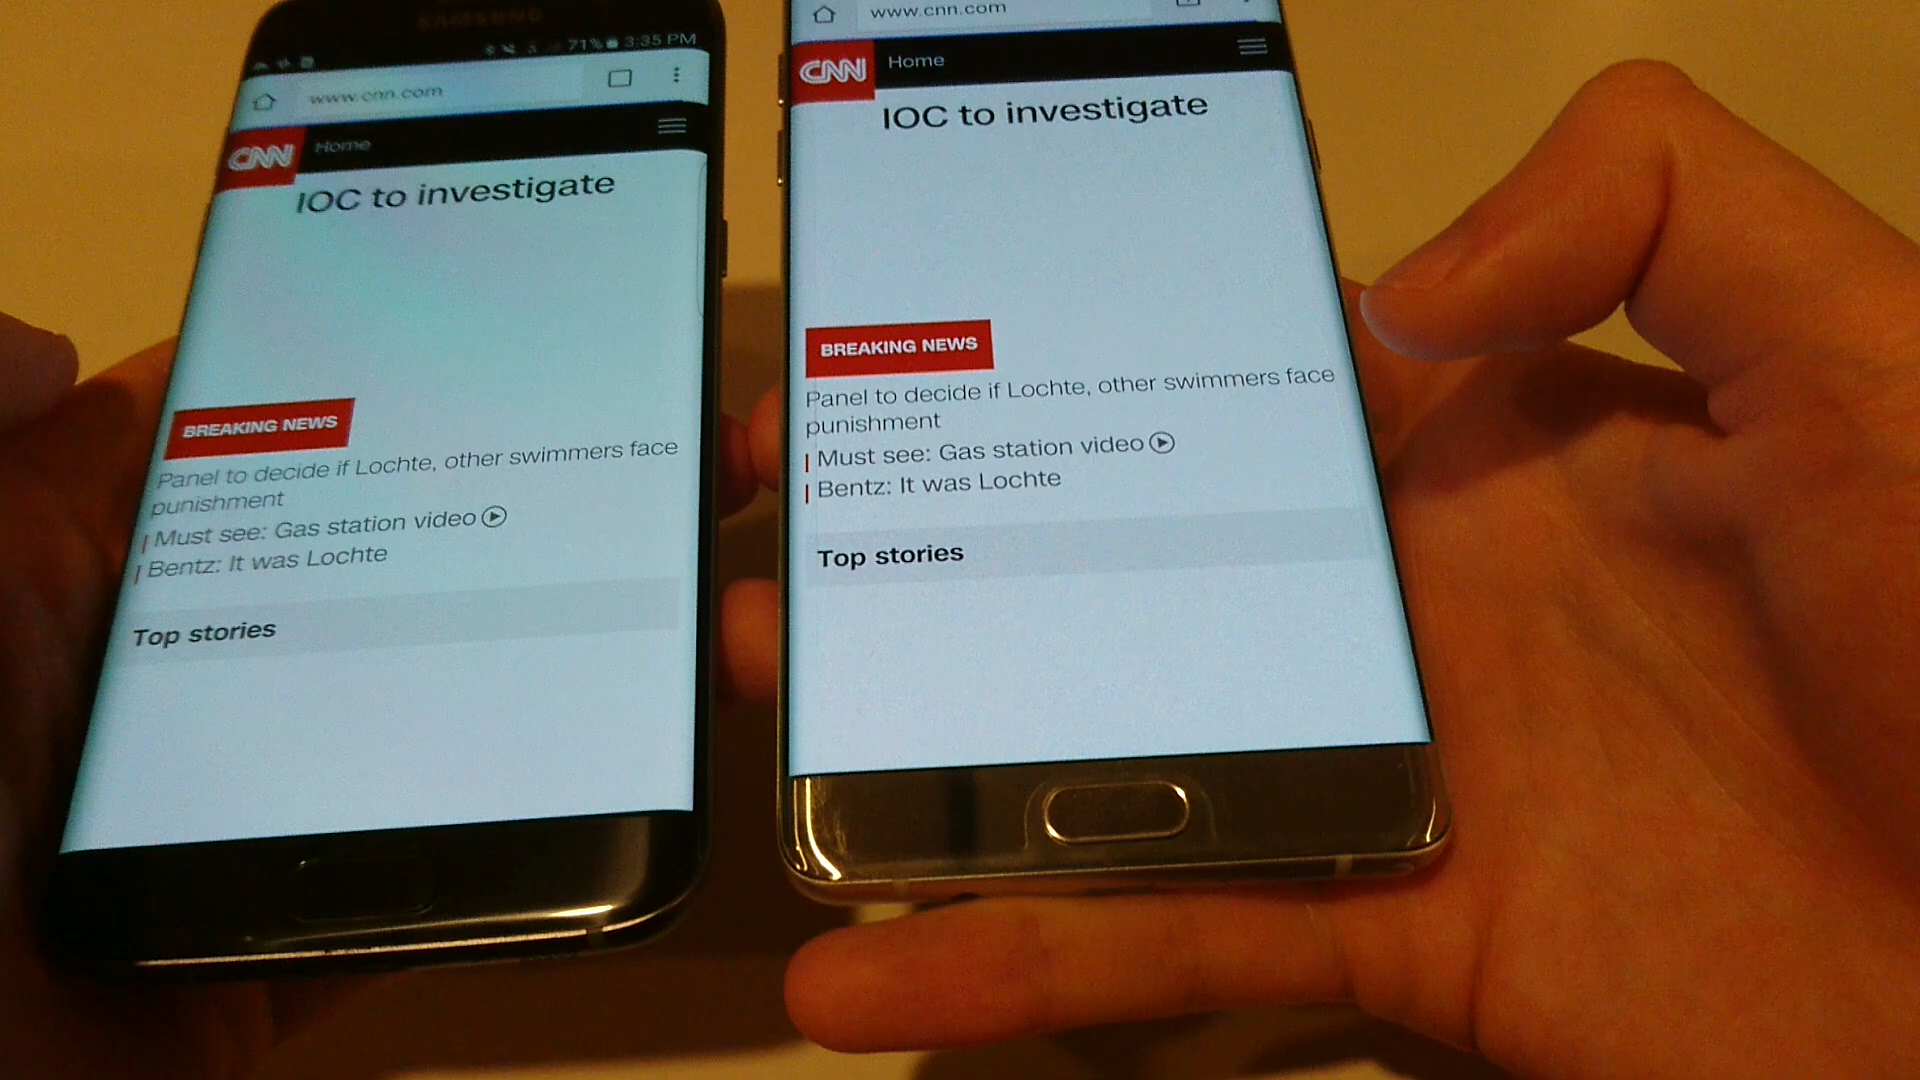 SAMSUNG
71% 3:35 PM
www.cnn.com
CNN Home
IOC to investigate
BREAKING NEWS
Panel to decide if Lochte, other swimmers face
punishment
Must see: Gas station video
Bentz: It was Lochte
Top stories
www.cnn.com
CNN Home
IOC to investigate
BREAKING NEWS
Panel to decide if Lochte, other swimmers face
punishment
Must see: Gas station video
Bentz: It was Lochte
Top stories